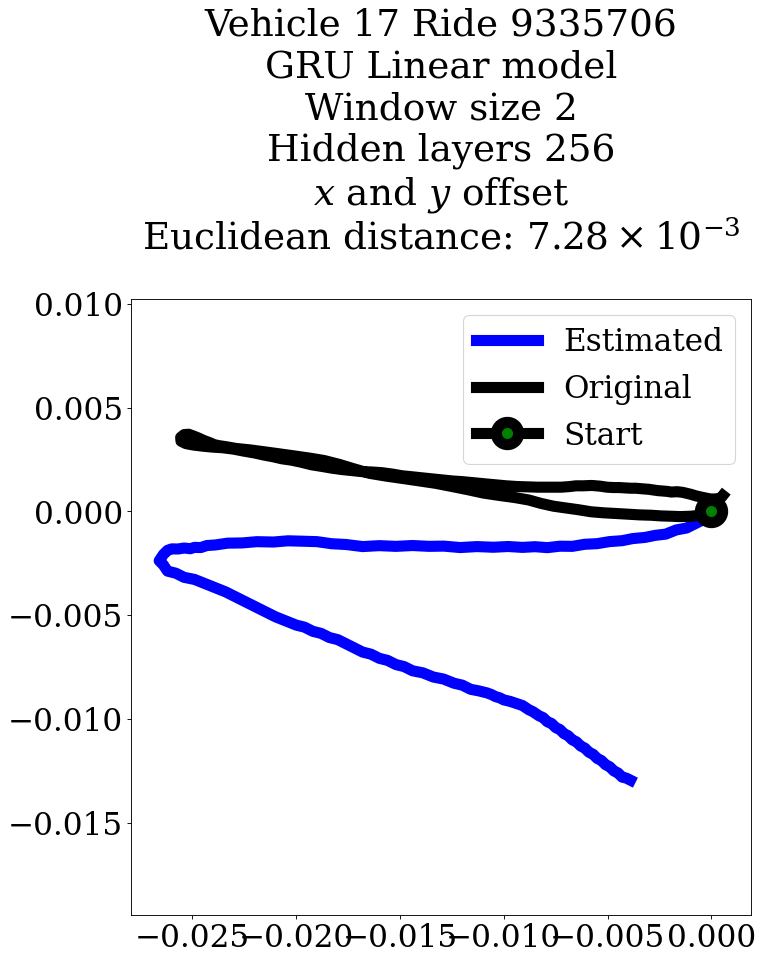 Vehicle 17 Ride 9335706
GRU Linear model
Window size 2
Hidden layers 256
x and y offset
Euclidean distance: 7.28 × 10⁻³
Estimated
Original
Start
0.010
0.005
0.000
−0.005
−0.010
−0.015
−0.025 −0.020 −0.015 −0.010 −0.005 0.000